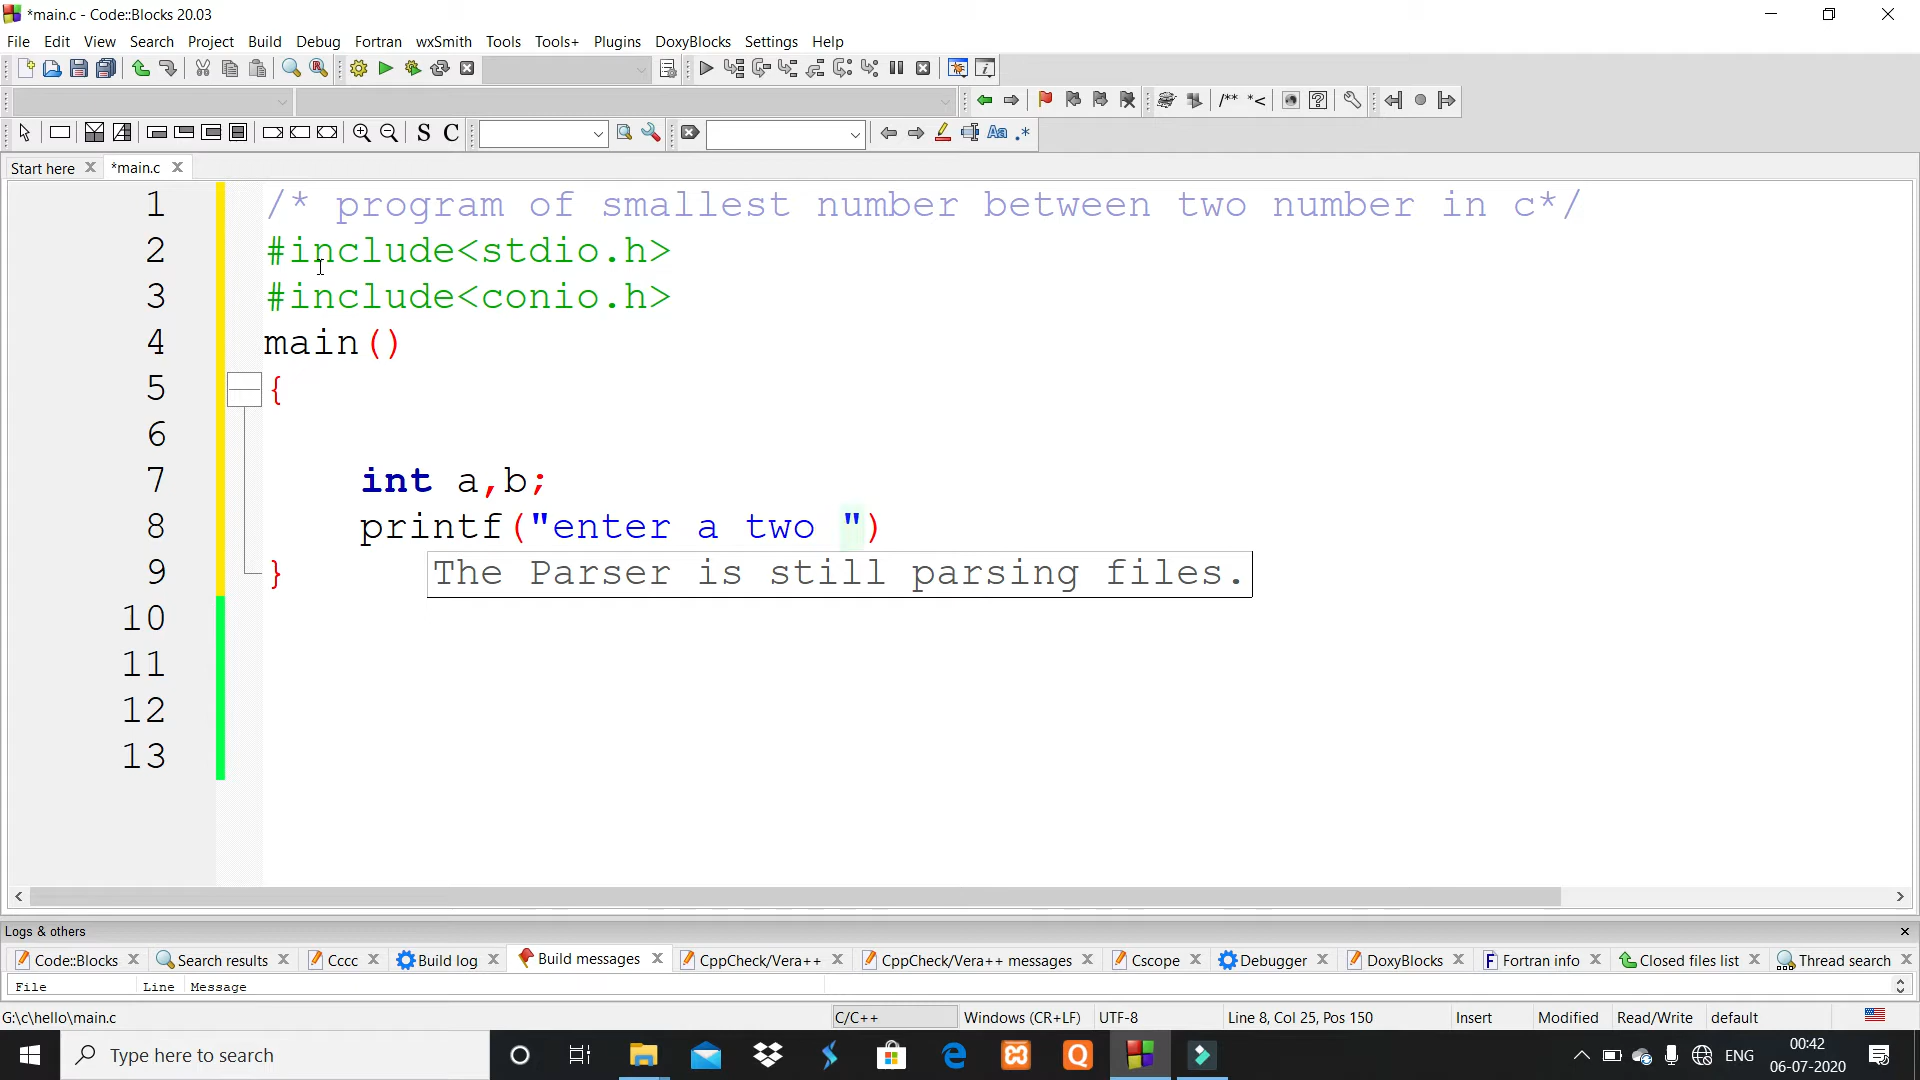 *main.c - Code::Blocks 20.03
File Edit View Search Project Build Debug Fortran wxSmith Tools Tools+ Plugins DoxyBlocks Settings Help
/** *<
S C Aa .*
Start here *main.c
1 /* program of smallest number between two number in c*/
2 #include<stdio.h>
3 #include<conio.h>
4 main()
5 {
6
7 int a,b;
8 printf("enter a two ")
9 }
The Parser is still parsing files.
10
11
12
13
Logs & others
Code::Blocks Search results Cccc Build log Build messages CppCheck/Vera++ CppCheck/Vera++ messages Cscope Debugger DoxyBlocks Fortran info Closed files list Thread search
File Line Message
G:\c\hello\main.c C/C++ Windows (CR+LF) UTF-8 Line 8, Col 25, Pos 150 Insert Modified Read/Write default
Type here to search
ENG
00:42
06-07-2020